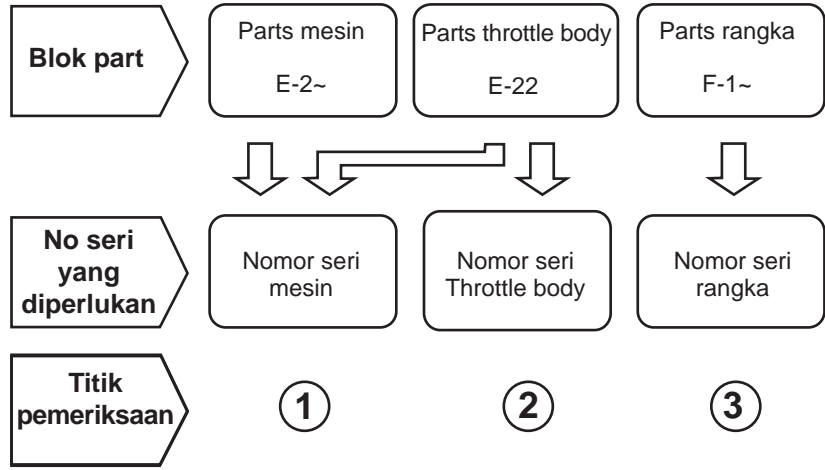 Blok part
Parts mesin
E-2~
Parts throttle body
E-22
Parts rangka
F-1~
No seri
yang
diperlukan
Nomor seri
mesin
Nomor seri
Throttle body
Nomor seri
rangka
Titik
pemeriksaan
1
2
3